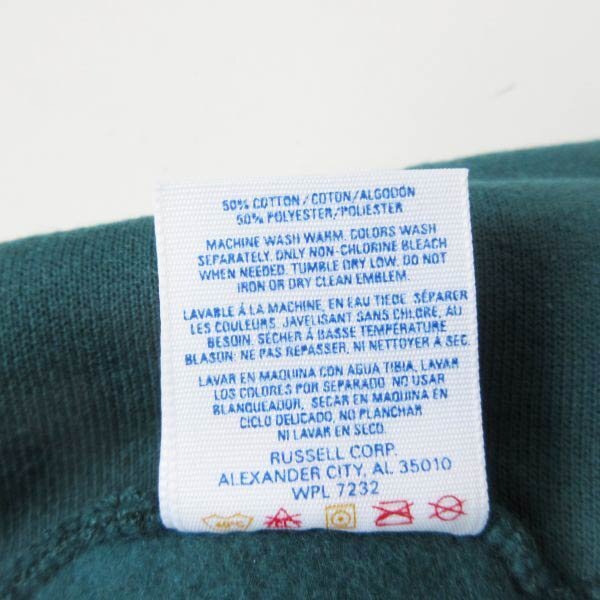 50% COTTON/COTON/ALGODON
50% POLYESTER/POLIESTER
MACHINE WASH WARM. COLORS WASH
SEPARATELY. ONLY NON-CHLORINE BLEACH
WHEN NEEDED. TUMBLE DRY LOW. DO NOT
IRON OR DRY CLEAN EMBLEM.
LAVABLE À LA MACHINE, EN EAU TIEDE. SÉPARER
LES COULEURS. JAVELISANT SANS CHLORE, AU
BESOIN. SÉCHER À BASSE TEMPÉRATURE
BLASON: NE PAS REPASSER, NI NETTOYER À SEC.
LAVAR EN MAQUINA CON AGUA TIBIA, LAVAR
LOS COLORES POR SEPARADO. NO USAR
BLANQUEADOR, SECAR EN MAQUINA EN
CICLO DELICADO, NO PLANCHAR
NI LAVAR EN SECO.
RUSSELL CORP.
ALEXANDER CITY, AL 35010
WPL 7232
40°C